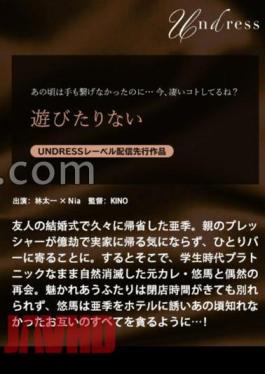 Undress
あの頃は手も繋げなかったのに… 今、凄いコトしてるね?
遊びたりない
UNDRESSレーベル配信先行作品
.com
出演:林太一 × Nia 監督:KINO
友人の結婚式で久々に帰省した亜季。親のプレ
ッシャーが億劫で実家に帰る気にならず、ひとりバ
ーに寄ることに。するとそこで、学生時代プラト
ニックなまま自然消滅した元カレ・悠馬と偶然の
再会。魅かれあうふたりは閉店時間がきても別れ
られず、悠馬は亜季をホテルに誘いあの頃知れ
なかったお互いのすべてを貪るように…!